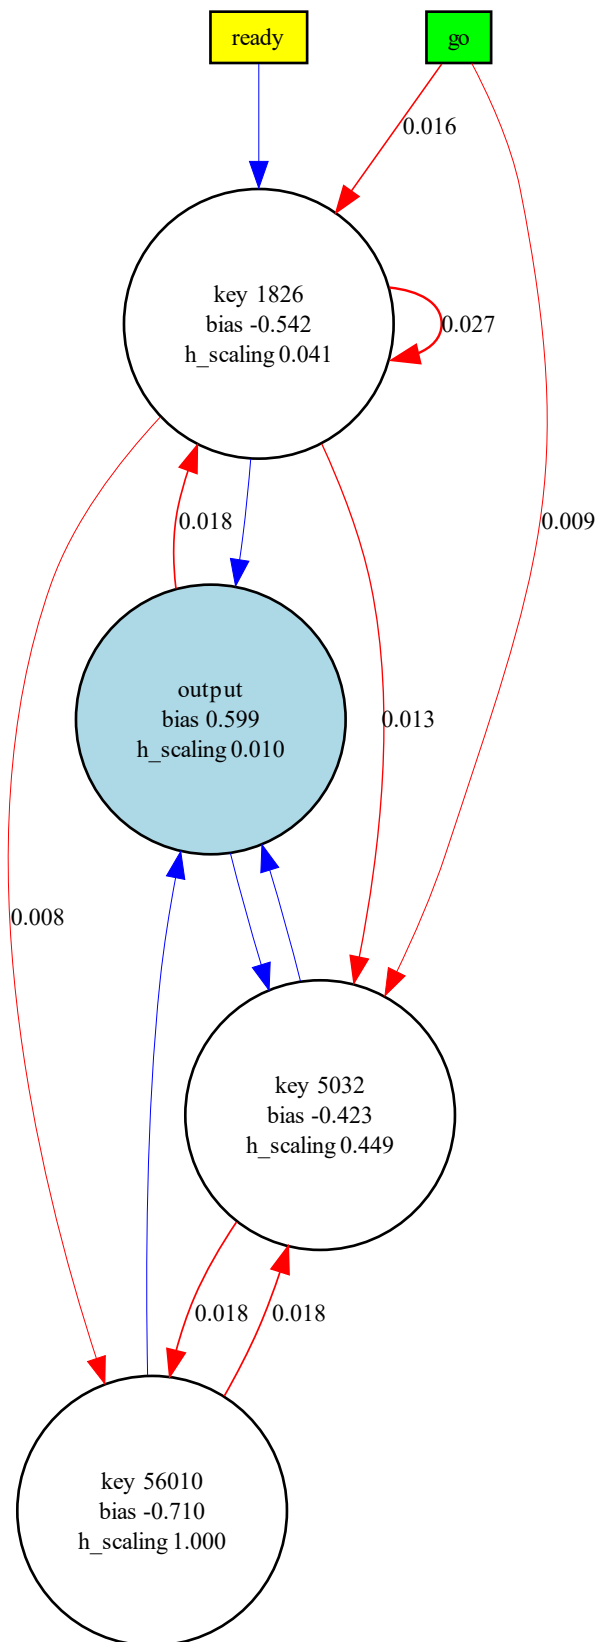 ready
go
0.016
key 1826
bias -0.542
h_scaling 0.041
0.027
0.018
0.009
output
bias 0.599
h_scaling 0.010
0.013
0.008
key 5032
bias -0.423
h_scaling 0.449
0.018
0.018
key 56010
bias -0.710
h_scaling 1.000